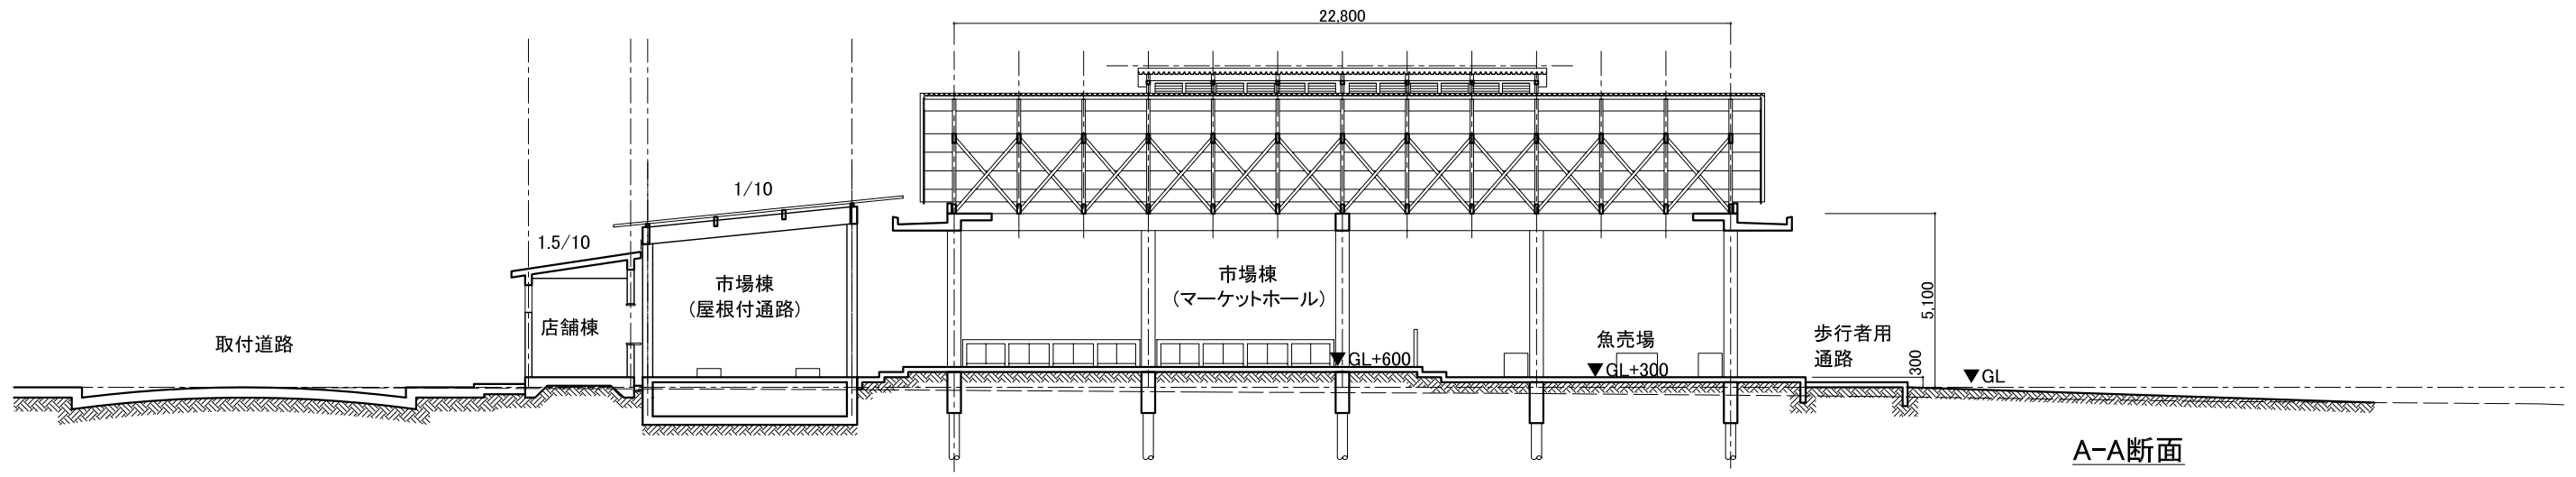 22,800
1/10
1.5/10
市場棟
(屋根付通路)
店舗棟
取付道路
市場棟
(マーケットホール)
GL+600
魚売場
GL+300
歩行者用
通路
5,100
300
GL
A-A断面